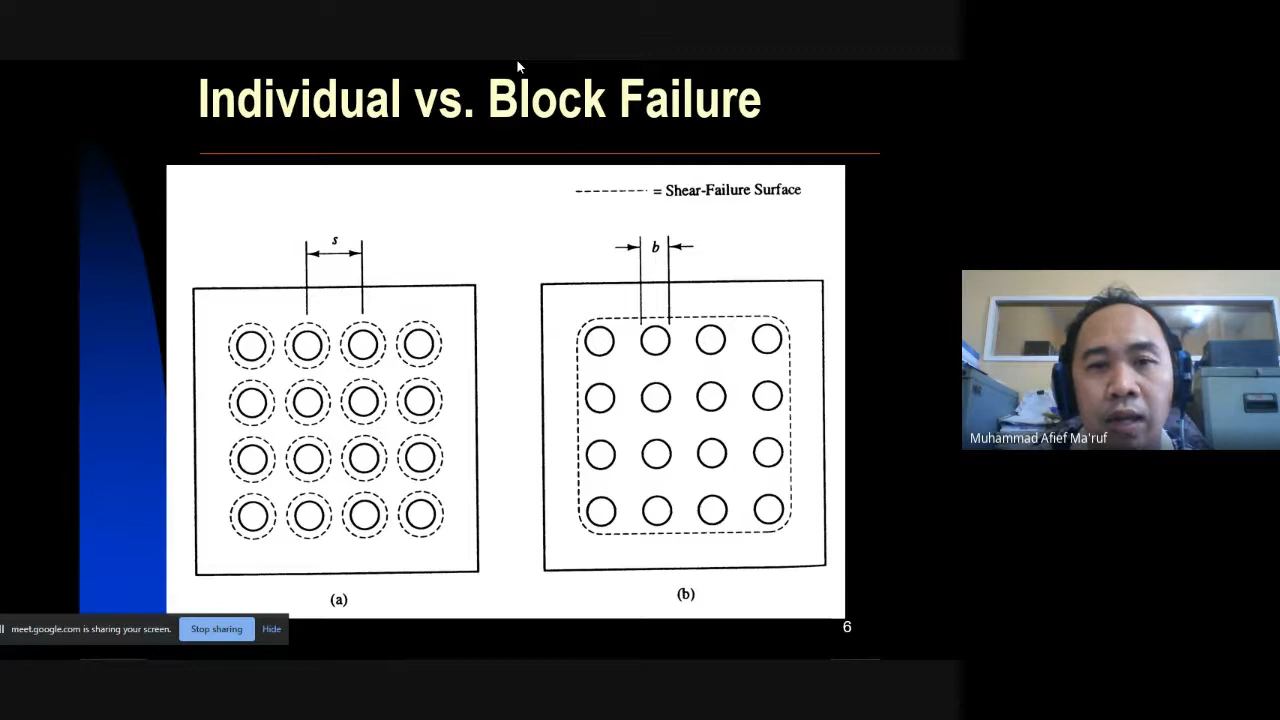 Individual vs. Block Failure
= Shear-Failure Surface
s
b
(a)
(b)
Muhammad Afief Ma'ruf
meet.google.com is sharing your screen.
Stop sharing
Hide
6